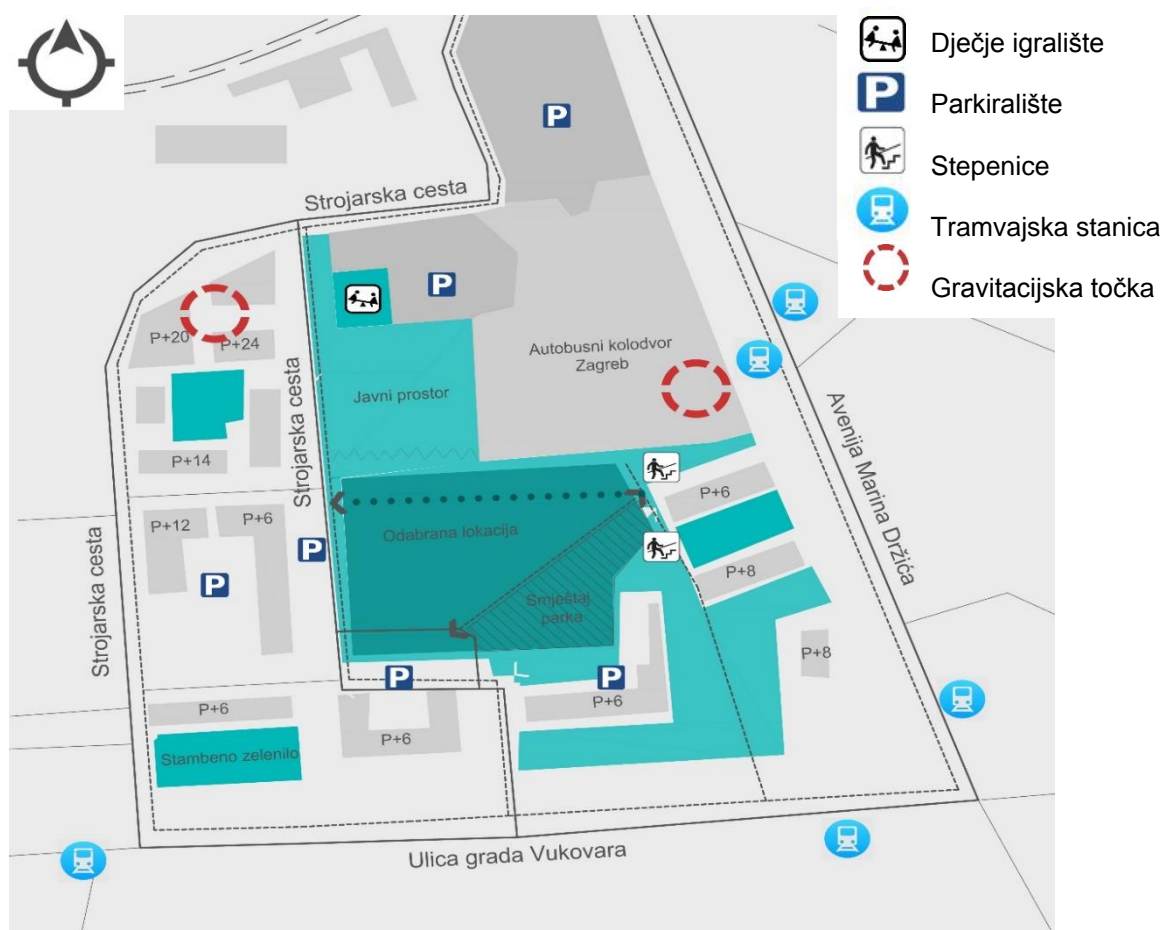 Dječje igralište
P
Parkiralište
Stepenice
Tramvajska stanica
Gravitacijska točka
P
Strojarska cesta
P
P+20
P+24
Autobusni kolodvor
Zagreb
Javni prostor
Strojarska cesta
Avenija Marina Držića
P+14
P+6
P+12
P+6
Odabrana lokacija
P
P
P+8
Smještaj
parka
Strojarska cesta
P+8
P
P
P+6
P+6
P+6
Stambeno zelenilo
Ulica grada Vukovara